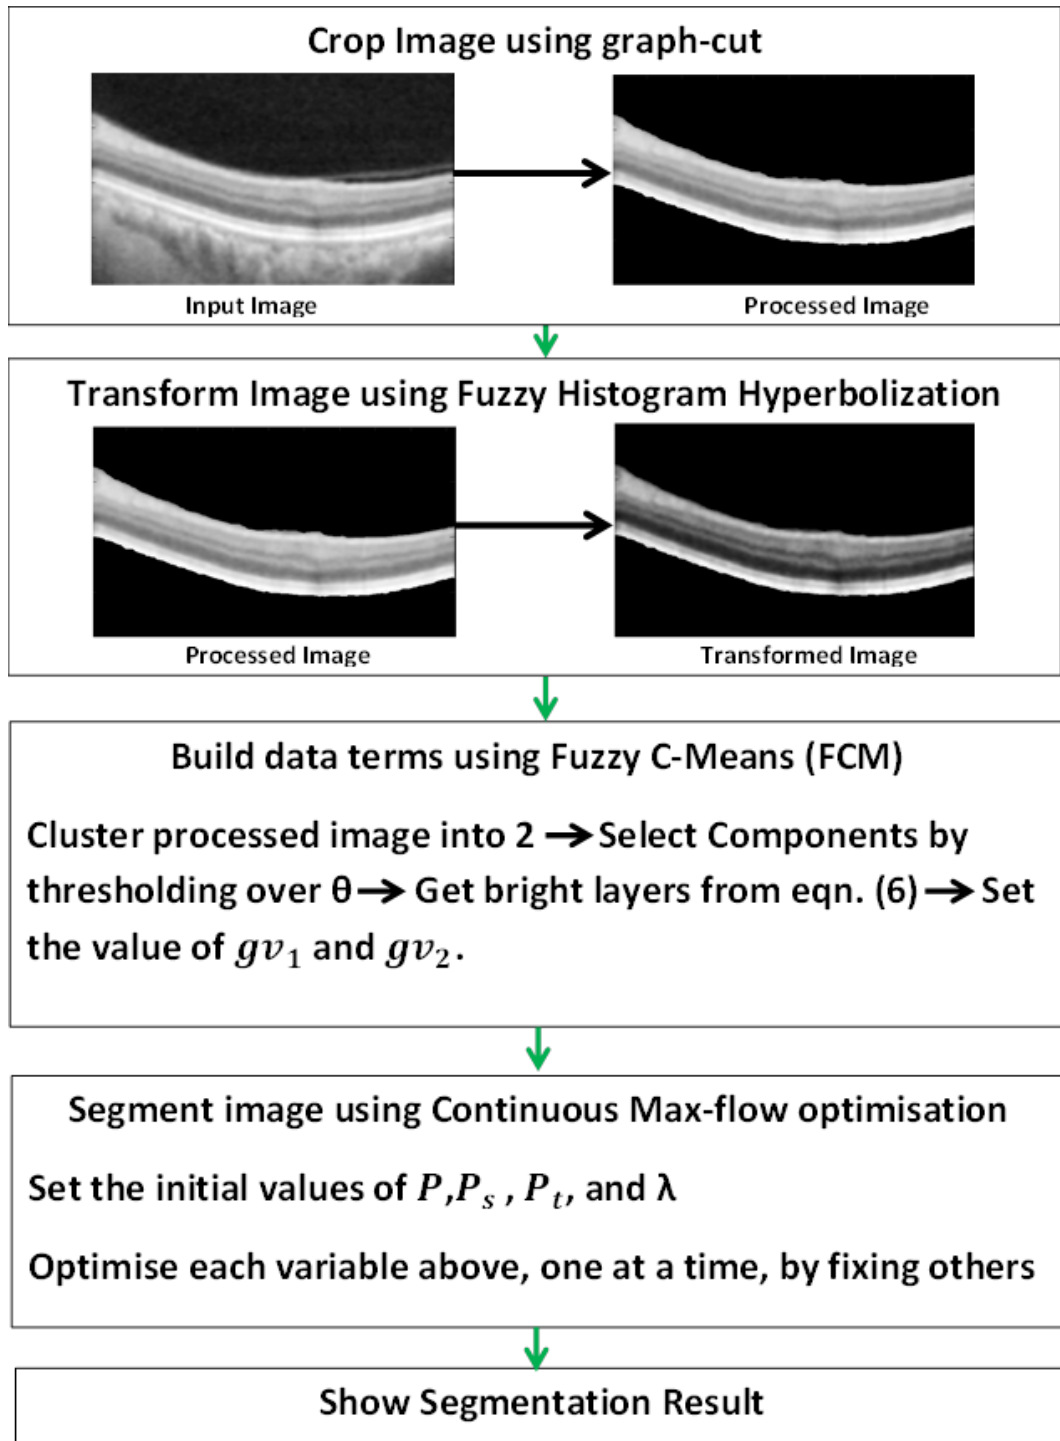 Crop Image using graph-cut
Input Image
Processed Image
Transform Image using Fuzzy Histogram Hyperbolization
Processed Image
Transformed Image
Build data terms using Fuzzy C-Means (FCM)
Cluster processed image into 2 → Select Components by
thresholding over θ → Get bright layers from eqn. (6) → Set
the value of gv₁ and gv₂.
Segment image using Continuous Max-flow optimisation
Set the initial values of P,Pₛ , Pₜ, and λ
Optimise each variable above, one at a time, by fixing others
Show Segmentation Result